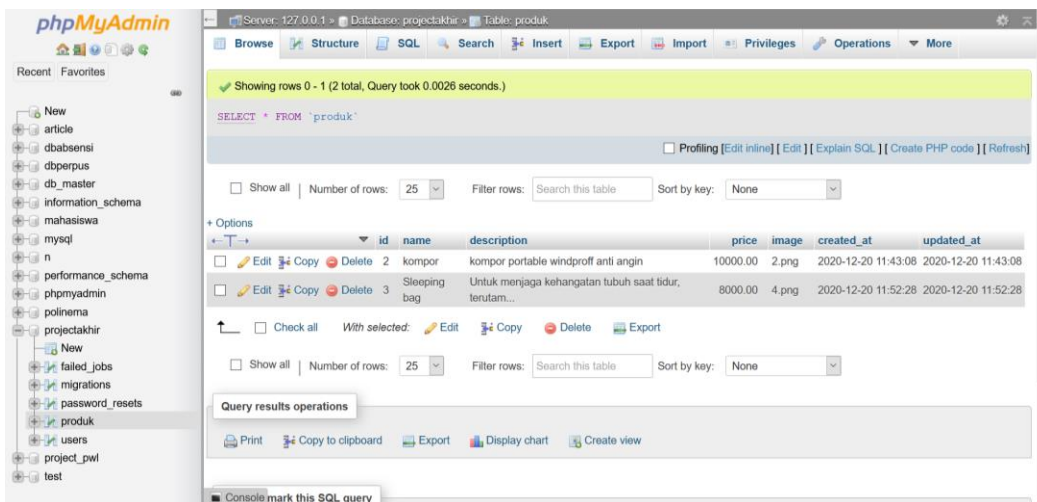 phpMyAdmin
Recent Favorites
New
article
dbabsensi
dbperpus
db_master
information_schema
mahasiswa
mysql
n
performance_schema
phpmyadmin
polinema
projectakhir
New
failed_jobs
migrations
password_resets
produk
users
project_pwl
test
Server: 127.0.0.1 » Database: projectakhir » Table: produk
Browse Structure SQL Search Insert Export Import Privileges Operations More
Showing rows 0 - 1 (2 total, Query took 0.0026 seconds.)
SELECT * FROM `produk`
Profiling [Edit inline] [ Edit ] [ Explain SQL ] [ Create PHP code ] [ Refresh]
Show all | Number of rows: 25 Filter rows: Search this table Sort by key: None
+ Options
←T→ id name description price image created_at updated_at
Edit Copy Delete 2 kompor kompor portable windproff anti angin 10000.00 2.png 2020-12-20 11:43:08 2020-12-20 11:43:08
Edit Copy Delete 3 Sleeping bag Untuk menjaga kehangatan tubuh saat tidur, terutam... 8000.00 4.png 2020-12-20 11:52:28 2020-12-20 11:52:28
Check all With selected: Edit Copy Delete Export
Show all | Number of rows: 25 Filter rows: Search this table Sort by key: None
Query results operations
Print Copy to clipboard Export Display chart Create view
Console mark this SQL query